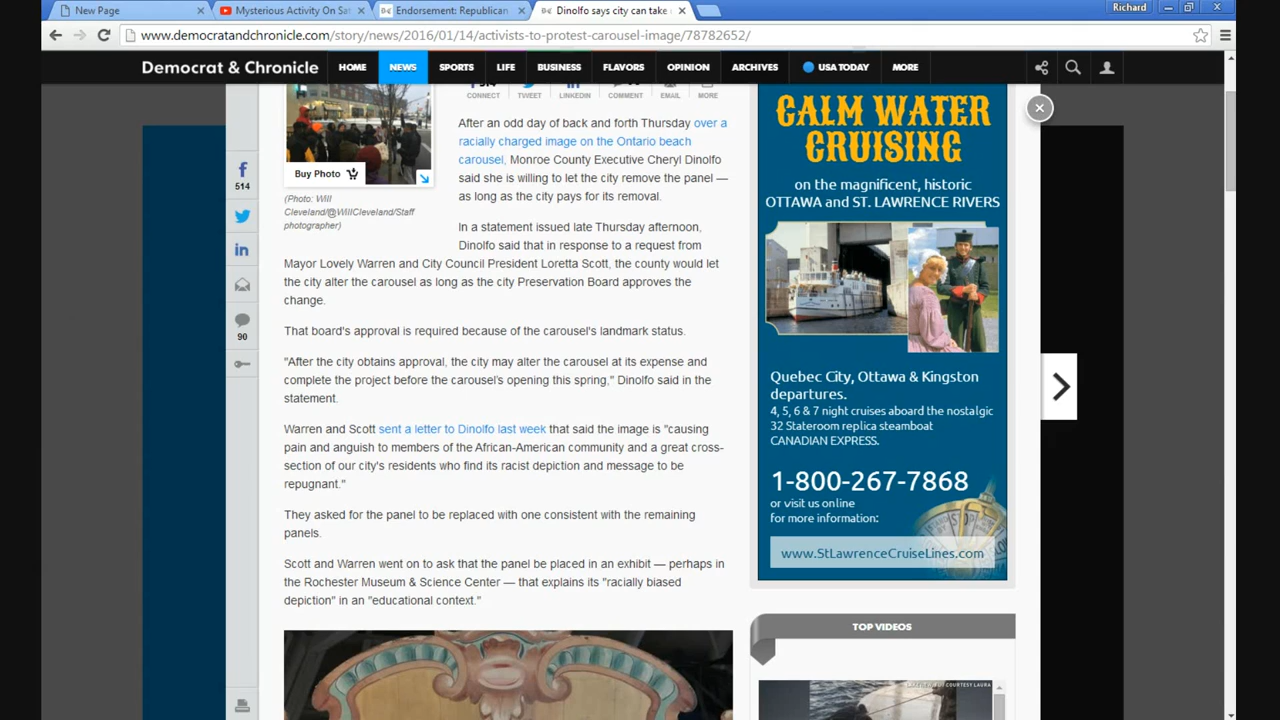 New Page
Mysterious Activity On Sa
Endorsement: Republican
Dinolfo says city can take
Richard
www.democratandchronicle.com/story/news/2016/01/14/activists-to-protest-carousel-image/78782652/
Democrat & Chronicle
HOME NEWS SPORTS LIFE BUSINESS FLAVORS OPINION ARCHIVES USA TODAY MORE
CONNECT TWEET LINKEDIN COMMENT EMAIL MORE
Buy Photo
(Photo: Will
Cleveland/@WillCleveland/Staff
photographer)
514
90
After an odd day of back and forth Thursday over a
racially charged image on the Ontario beach
carousel, Monroe County Executive Cheryl Dinolfo
said she is willing to let the city remove the panel —
as long as the city pays for its removal.
In a statement issued late Thursday afternoon,
Dinolfo said that in response to a request from
Mayor Lovely Warren and City Council President Loretta Scott, the county would let
the city alter the carousel as long as the city Preservation Board approves the
change.
That board's approval is required because of the carousel's landmark status.
"After the city obtains approval, the city may alter the carousel at its expense and
complete the project before the carousel's opening this spring," Dinolfo said in the
statement.
Warren and Scott sent a letter to Dinolfo last week that said the image is "causing
pain and anguish to members of the African-American community and a great cross-
section of our city's residents who find its racist depiction and message to be
repugnant."
They asked for the panel to be replaced with one consistent with the remaining
panels.
Scott and Warren went on to ask that the panel be placed in an exhibit — perhaps in
the Rochester Museum & Science Center — that explains its "racially biased
depiction" in an "educational context."
CALM WATER
CRUISING
on the magnificent, historic
OTTAWA and ST. LAWRENCE RIVERS
Quebec City, Ottawa & Kingston
departures.
4, 5, 6 & 7 night cruises aboard the nostalgic
32 Stateroom replica steamboat
CANADIAN EXPRESS.
1-800-267-7868
or visit us online
for more information:
www.StLawrenceCruiseLines.com
TOP VIDEOS
COURTESY LAURA